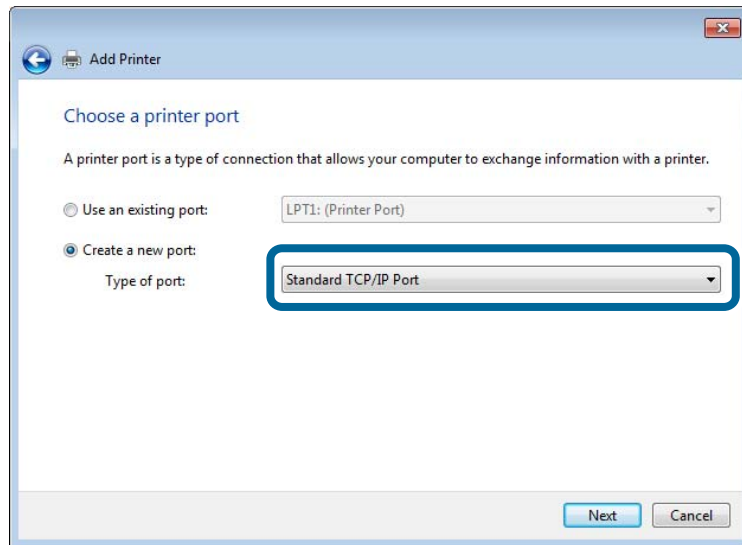 Add Printer
Choose a printer port
A printer port is a type of connection that allows your computer to exchange information with a printer.
Use an existing port: LPT1: (Printer Port)
Create a new port:
Type of port: Standard TCP/IP Port
Next Cancel